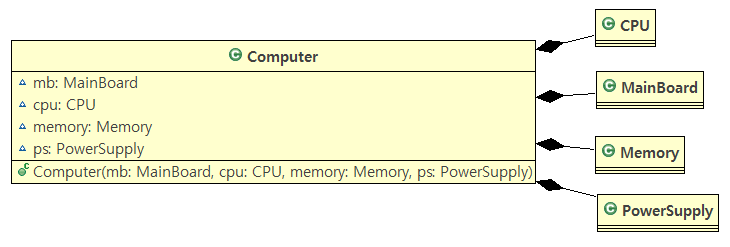 Computer
mb: MainBoard
cpu: CPU
memory: Memory
ps: PowerSupply
Computer(mb: MainBoard, cpu: CPU, memory: Memory, ps: PowerSupply)
CPU
MainBoard
Memory
PowerSupply